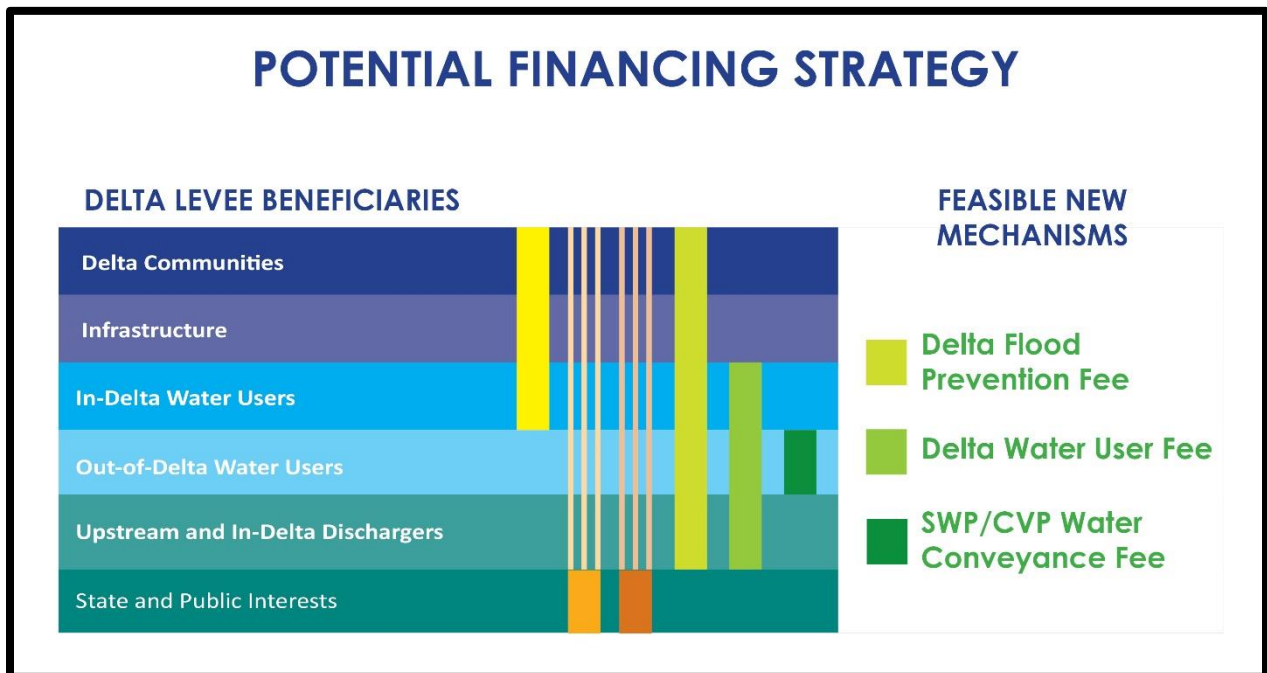 POTENTIAL FINANCING STRATEGY
DELTA LEVEE BENEFICIARIES
Delta Communities
Infrastructure
In-Delta Water Users
Out-of-Delta Water Users
Upstream and In-Delta Dischargers
State and Public Interests
FEASIBLE NEW
MECHANISMS
Delta Flood
Prevention Fee
Delta Water User Fee
SWP/CVP Water
Conveyance Fee